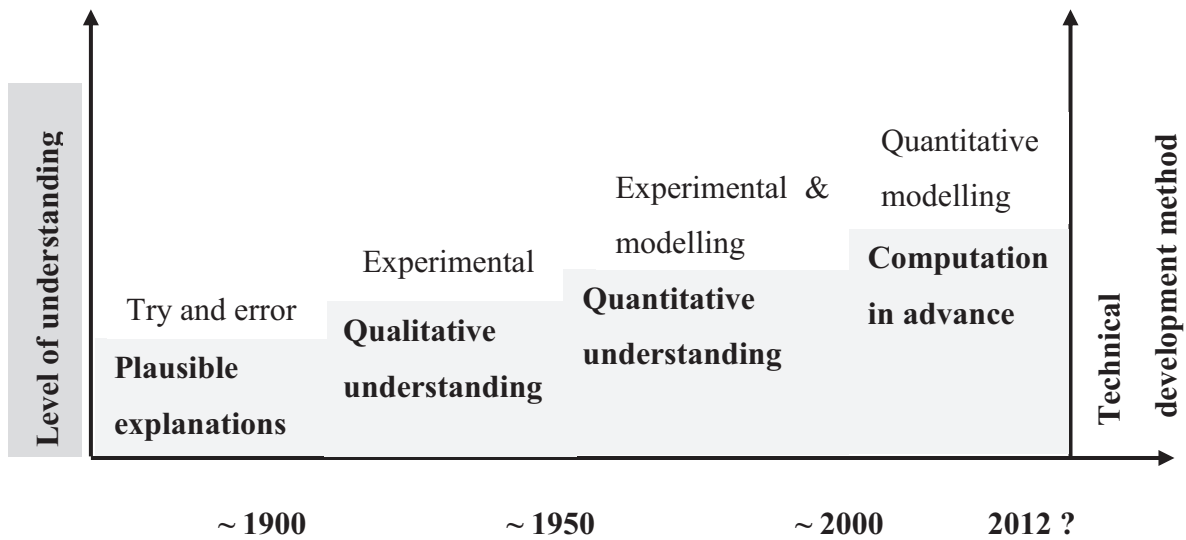 Level of understanding
Try and error
Plausible
explanations
Experimental
Qualitative
understanding
Experimental &
modelling
Quantitative
understanding
Quantitative
modelling
Computation
in advance
Technical
development method
~ 1900
~ 1950
~ 2000
2012 ?